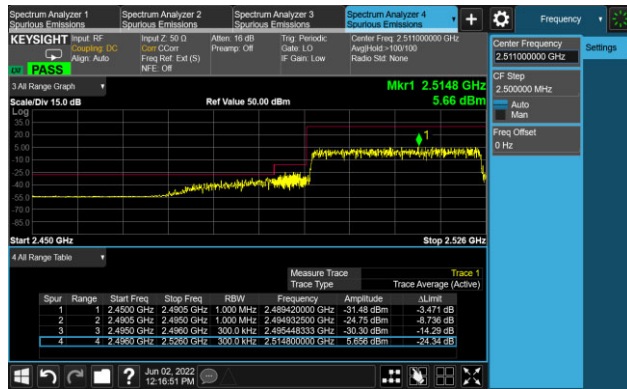 Spectrum Analyzer 1
Spurious Emissions
Spectrum Analyzer 2
Spurious Emissions
Spectrum Analyzer 3
Spurious Emissions
Spectrum Analyzer 4
Spurious Emissions
Frequency
KEYSIGHT
Input: RF
Coupling: DC
Align: Auto
Input Z: 50 Ω
Corr CCorr
Freq Ref: Ext (S)
NFE: Off
Atten: 16 dB
Preamp: Off
Trig: Periodic
Gate: LO
IF Gain: Low
Center Freq: 2.511000000 GHz
Avg|Hold:>100/100
Radio Std: None
PASS
3 All Range Graph
Mkr1 2.5148 GHz
Scale/Div 15.0 dB
Ref Value 50.00 dBm
5.66 dBm
Log
35.0
20.0
5.00
-10.0
-25.0
-40.0
-55.0
-70.0
-85.0
1
Start 2.450 GHz
Stop 2.526 GHz
4 All Range Table
Measure Trace Trace 1
Trace Type Trace Average (Active)
Spur Range Start Freq Stop Freq RBW Frequency Amplitude ΔLimit
1 1 2.4500 GHz 2.4905 GHz 1.000 MHz 2.489420000 GHz -31.48 dBm -3.471 dB
2 2 2.4905 GHz 2.4950 GHz 1.000 MHz 2.494932500 GHz -24.75 dBm -8.736 dB
3 3 2.4950 GHz 2.4960 GHz 300.0 kHz 2.495448333 GHz -30.30 dBm -14.29 dB
4 4 2.4960 GHz 2.5260 GHz 300.0 kHz 2.514800000 GHz 5.656 dBm -24.34 dB
Center Frequency
2.511000000 GHz
Settings
CF Step
2.500000 MHz
Auto
Man
Freq Offset
0 Hz
?
Jun 02, 2022
12:16:51 PM